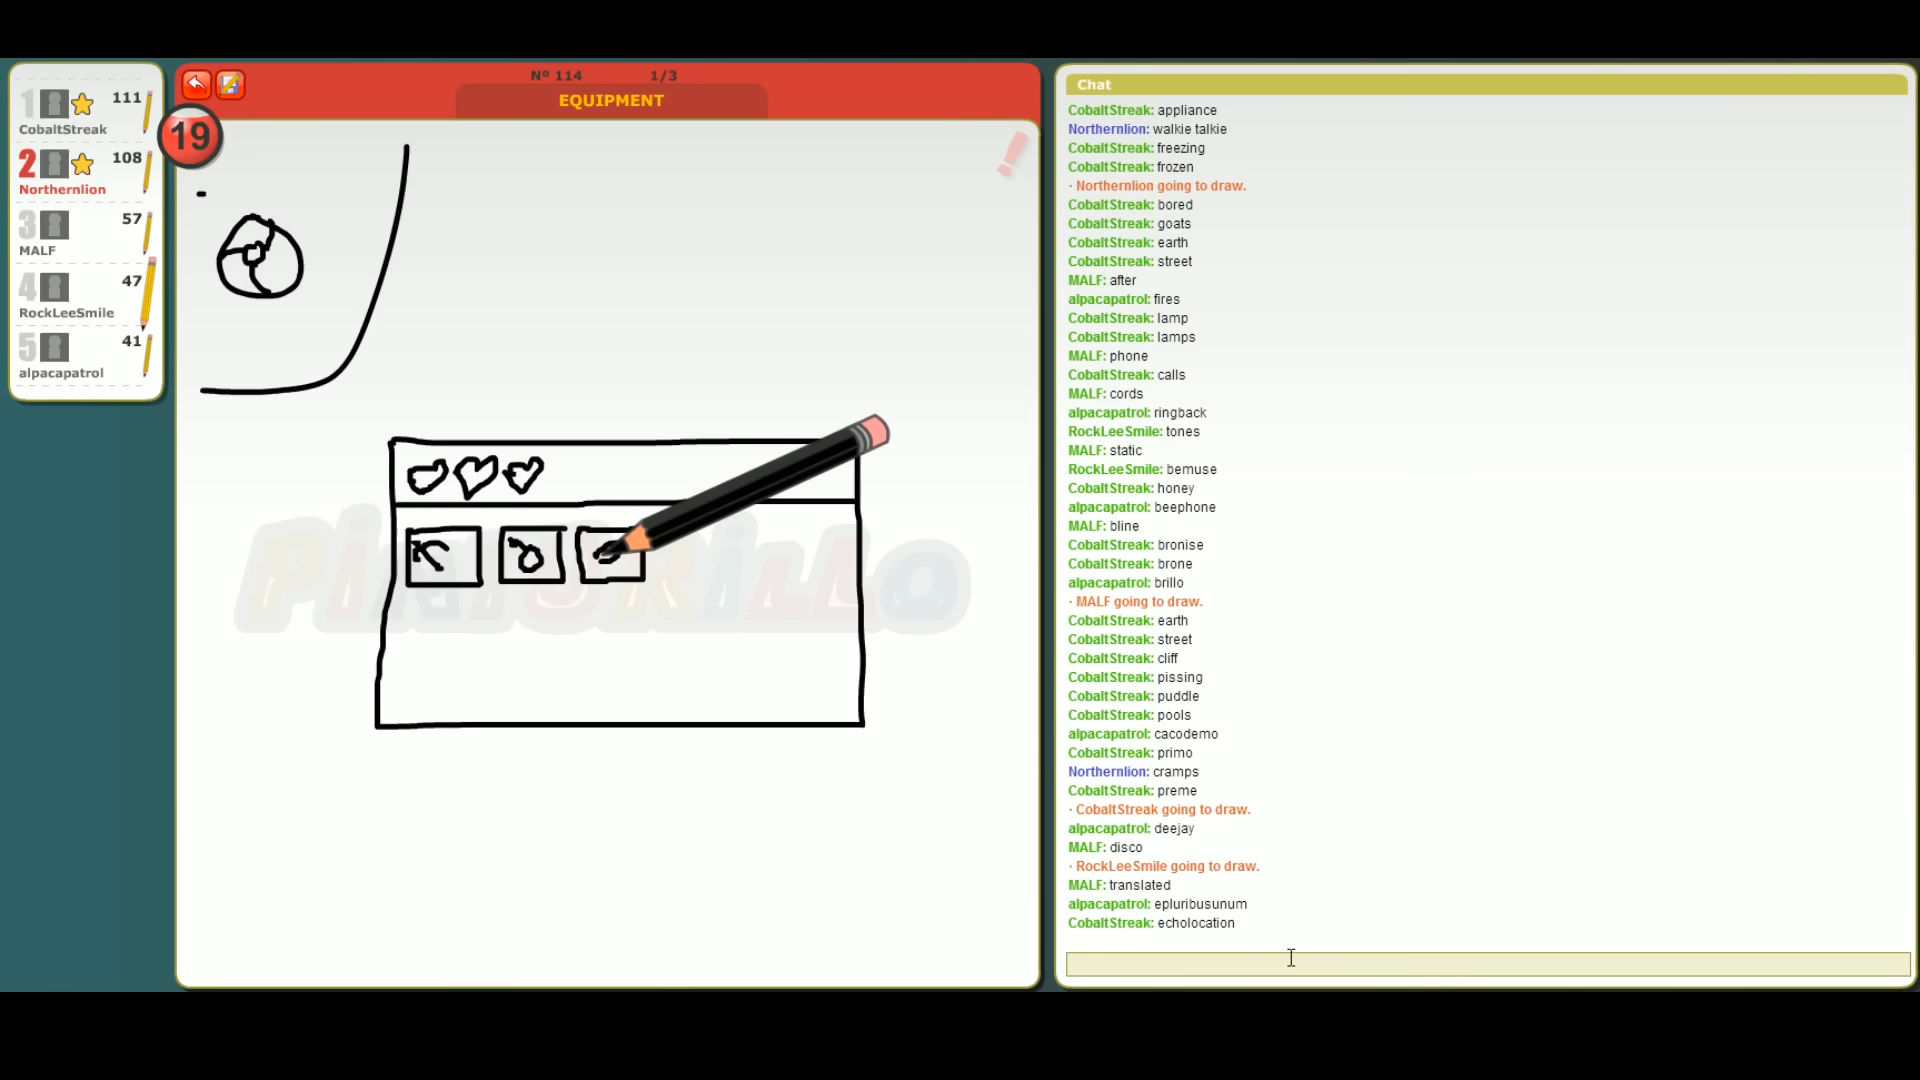 1 111
CobaltStreak
2 108
Northernlion
3 57
MALF
4 47
RockLeeSmile
5 41
alpacapatrol
19
Nº 114 1/3
EQUIPMENT
!
PINTURILLO
Chat
CobaltStreak: appliance
Northernlion: walkie talkie
CobaltStreak: freezing
CobaltStreak: frozen
· Northernlion going to draw.
CobaltStreak: bored
CobaltStreak: goats
CobaltStreak: earth
CobaltStreak: street
MALF: after
alpacapatrol: fires
CobaltStreak: lamp
CobaltStreak: lamps
MALF: phone
CobaltStreak: calls
MALF: cords
alpacapatrol: ringback
RockLeeSmile: tones
MALF: static
RockLeeSmile: bemuse
CobaltStreak: honey
alpacapatrol: beephone
MALF: bline
CobaltStreak: bronise
CobaltStreak: brone
alpacapatrol: brillo
· MALF going to draw.
CobaltStreak: earth
CobaltStreak: street
CobaltStreak: cliff
CobaltStreak: pissing
CobaltStreak: puddle
CobaltStreak: pools
alpacapatrol: cacodemo
CobaltStreak: primo
Northernlion: cramps
CobaltStreak: preme
· CobaltStreak going to draw.
alpacapatrol: deejay
MALF: disco
· RockLeeSmile going to draw.
MALF: translated
alpacapatrol: epluribusunum
CobaltStreak: echolocation